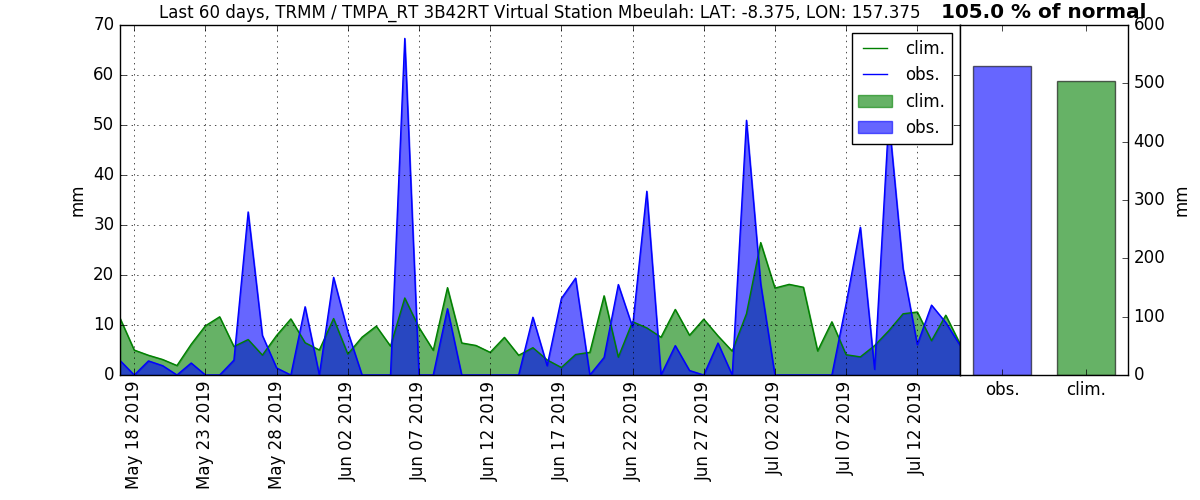 Last 60 days, TRMM / TMPA_RT 3B42RT Virtual Station Mbeulah: LAT: -8.375, LON: 157.375
105.0 % of normal
70
60
50
40
30
20
10
0
mm
clim.
obs.
clim.
obs.
May 18 2019
May 23 2019
May 28 2019
Jun 02 2019
Jun 07 2019
Jun 12 2019
Jun 17 2019
Jun 22 2019
Jun 27 2019
Jul 02 2019
Jul 07 2019
Jul 12 2019
600
500
400
300
200
100
0
mm
obs.
clim.